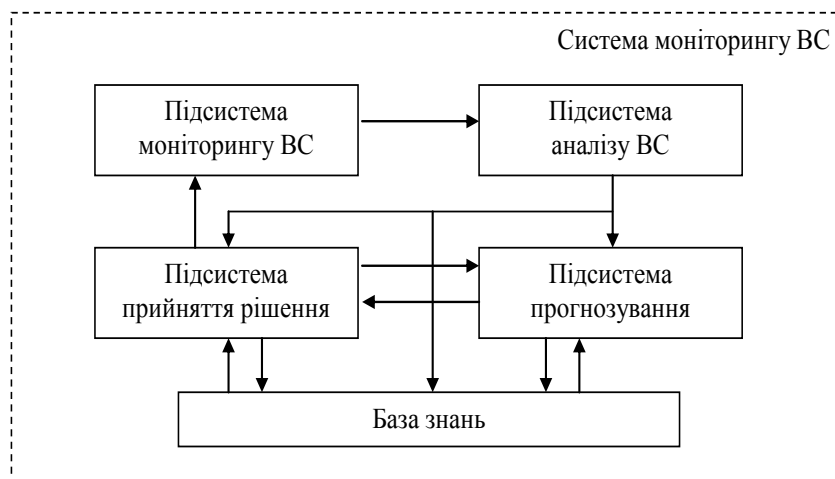 Система моніторингу ВС
Підсистема
моніторингу ВС
Підсистема
аналізу ВС
Підсистема
прийняття рішення
Підсистема
прогнозування
База знань